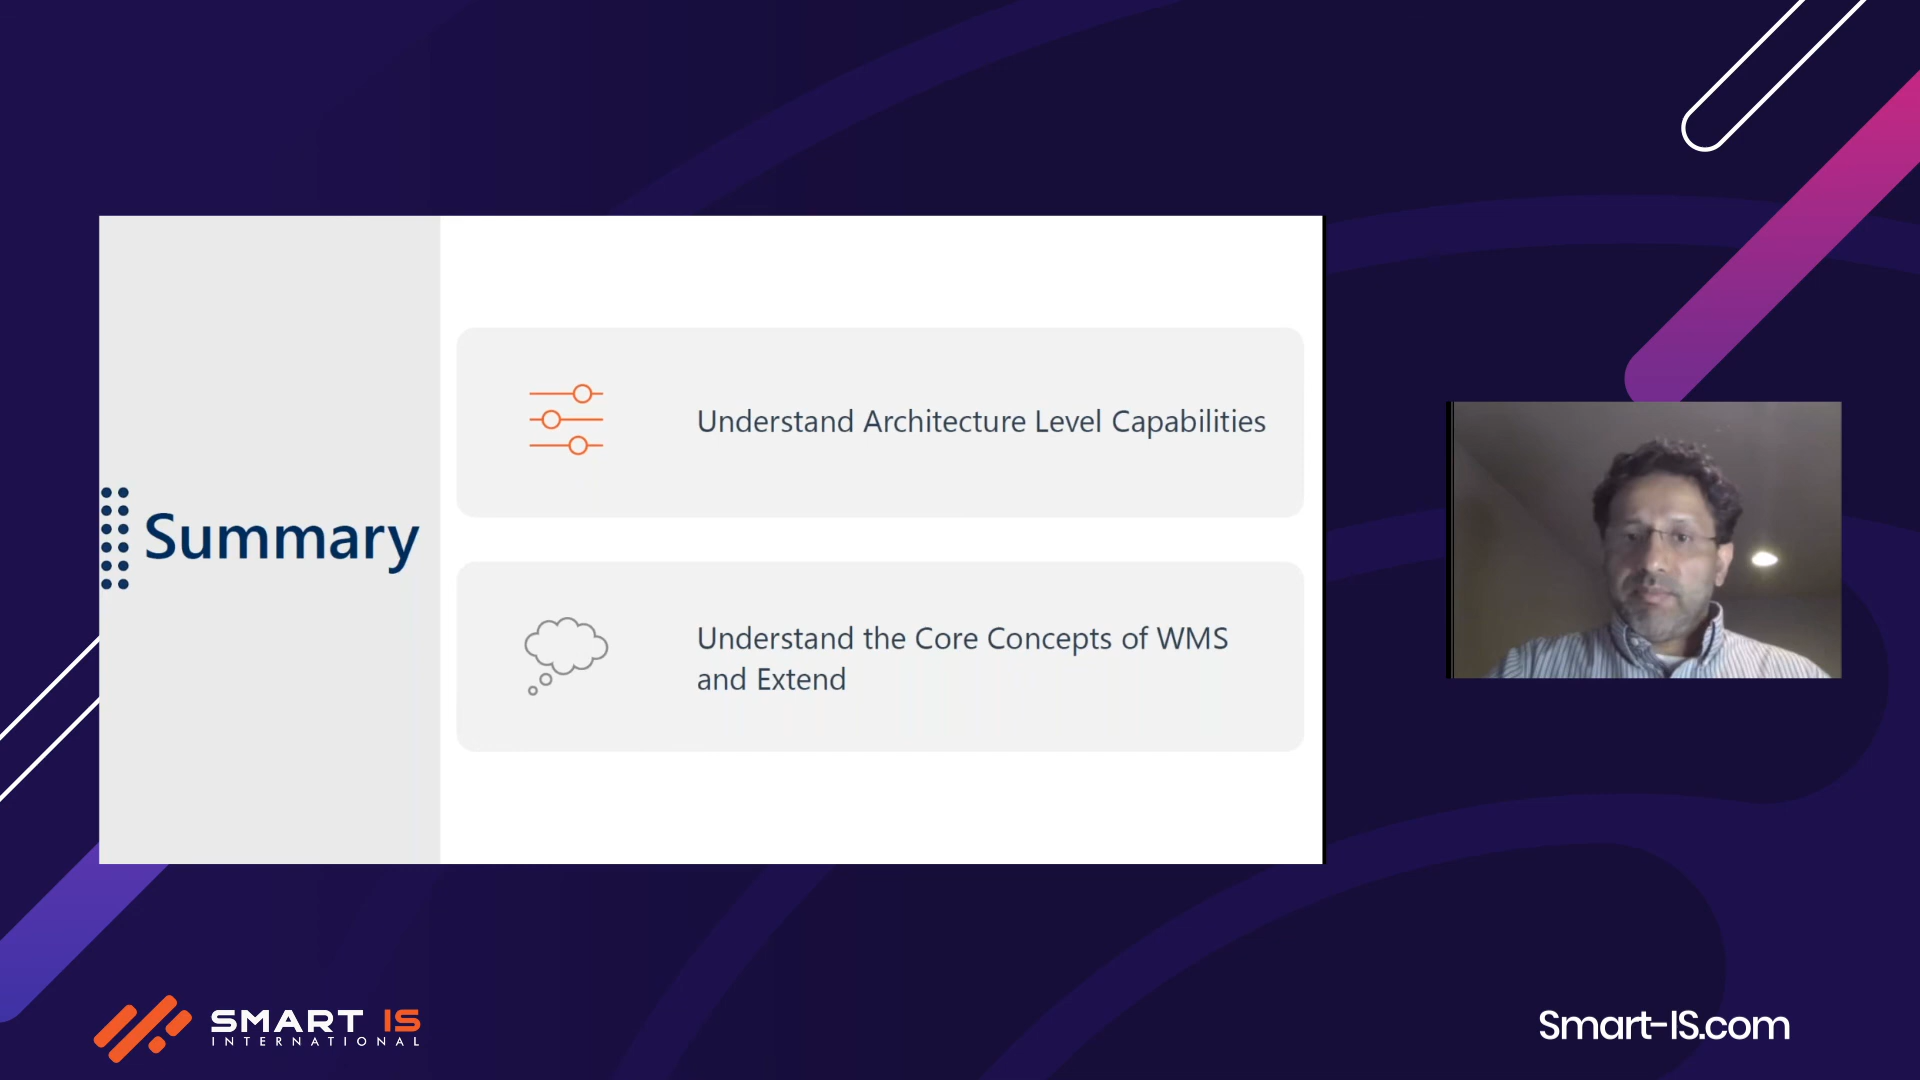 Summary
Understand Architecture Level Capabilities
Understand the Core Concepts of WMS
and Extend
SMART IS
INTERNATIONAL
Smart-IS.com